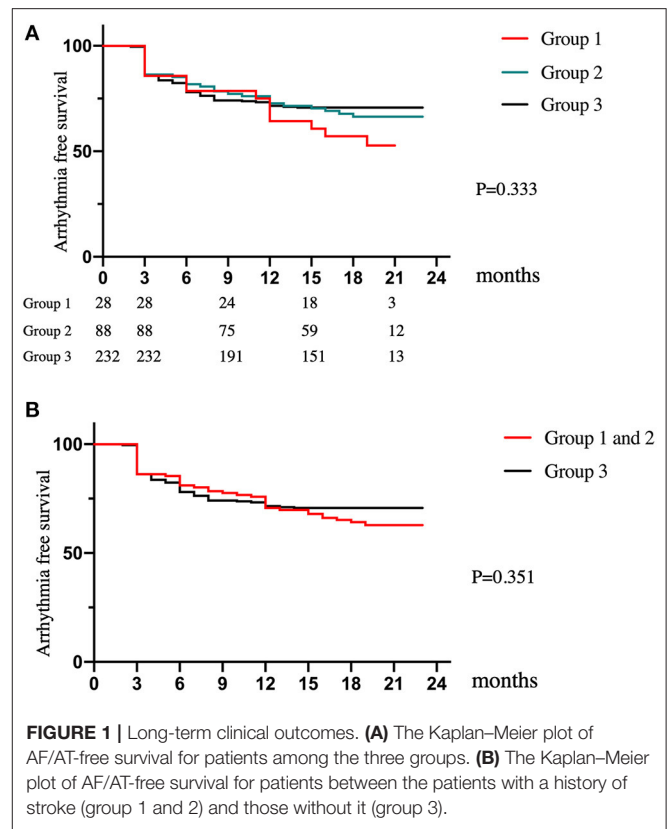 A
Arrhythmia free survival
100
50
0
0 3 6 9 12 15 18 21 24
months
Group 1
Group 2
Group 3
P=0.333
Group 1 28 28 24 18 3
Group 2 88 88 75 59 12
Group 3 232 232 191 151 13
B
Arrhythmia free survival
100
50
0
0 3 6 9 12 15 18 21 24
months
Group 1 and 2
Group 3
P=0.351
FIGURE 1 | Long-term clinical outcomes. (A) The Kaplan–Meier plot of
AF/AT-free survival for patients among the three groups. (B) The Kaplan–Meier
plot of AF/AT-free survival for patients between the patients with a history of
stroke (group 1 and 2) and those without it (group 3).